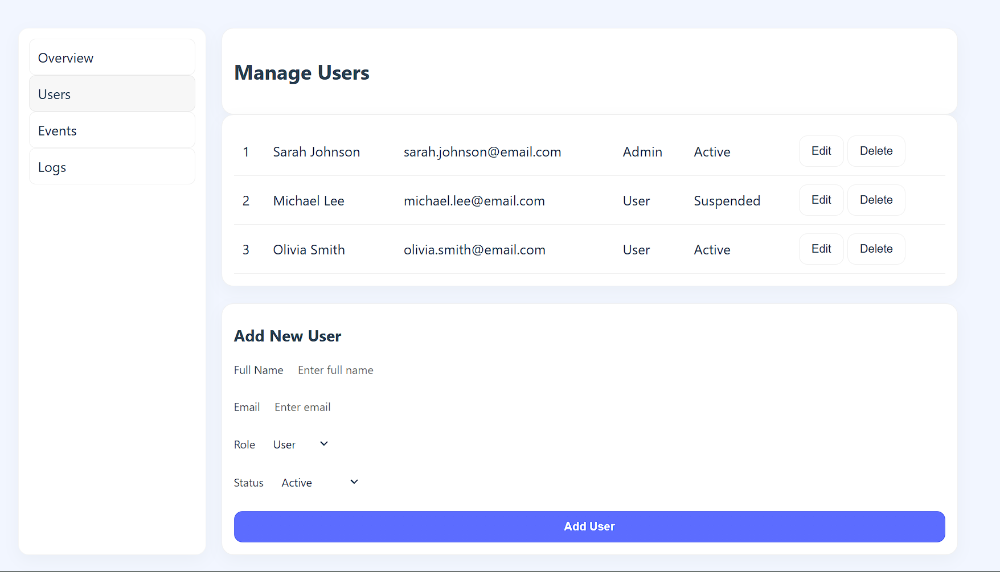 Overview
Users
Events
Logs
Manage Users
1 Sarah Johnson sarah.johnson@email.com Admin Active Edit Delete
2 Michael Lee michael.lee@email.com User Suspended Edit Delete
3 Olivia Smith olivia.smith@email.com User Active Edit Delete
Add New User
Full Name Enter full name
Email Enter email
Role User
Status Active
Add User